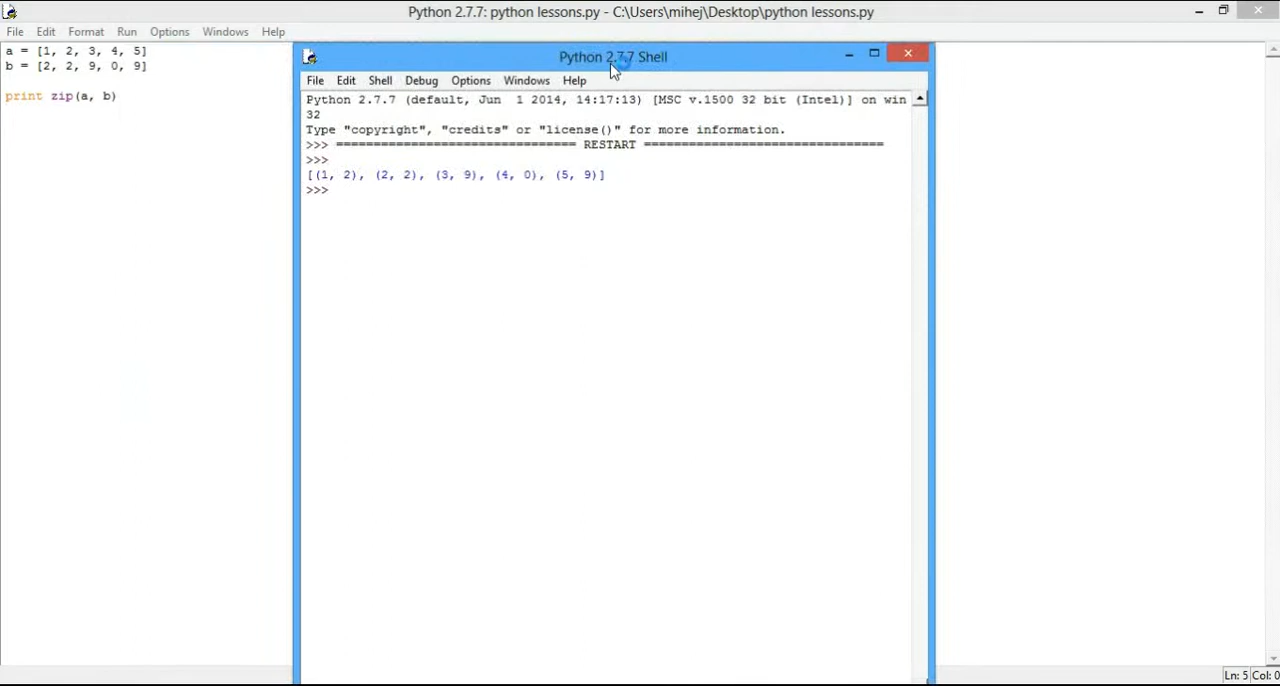 Python 2.7.7: python lessons.py - C:\Users\mihej\Desktop\python lessons.py
File Edit Format Run Options Windows Help
a = [1, 2, 3, 4, 5]
b = [2, 2, 9, 0, 9]
print zip(a, b)
Python 2.7.7 Shell
File Edit Shell Debug Options Windows Help
Python 2.7.7 (default, Jun  1 2014, 14:17:13) [MSC v.1500 32 bit (Intel)] on win
32
Type "copyright", "credits" or "license()" for more information.
>>> ================================ RESTART ================================
>>>
[(1, 2), (2, 2), (3, 9), (4, 0), (5, 9)]
>>>
Ln: 5 Col: 0